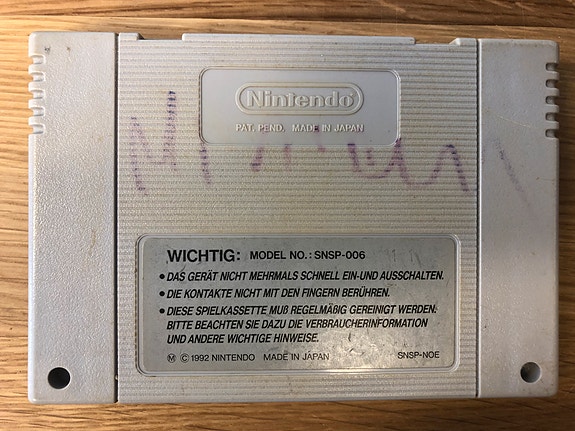 Nintendo
PAT. PEND. MADE IN JAPAN
WICHTIG: MODEL NO.: SNSP-006
• DAS GERÄT NICHT MEHRMALS SCHNELL EIN-UND AUSSCHALTEN.
• DIE KONTAKTE NICHT MIT DEN FINGERN BERÜHREN.
• DIESE SPIELKASSETTE MUß REGELMÄßIG GEREINIGT WERDEN.
BITTE BEACHTEN SIE DAZU DIE VERBRAUCHERINFORMATION
UND ANDERE WICHTIGE HINWEISE.
Ⓜ © 1992 NINTENDO MADE IN JAPAN SNSP-NOE